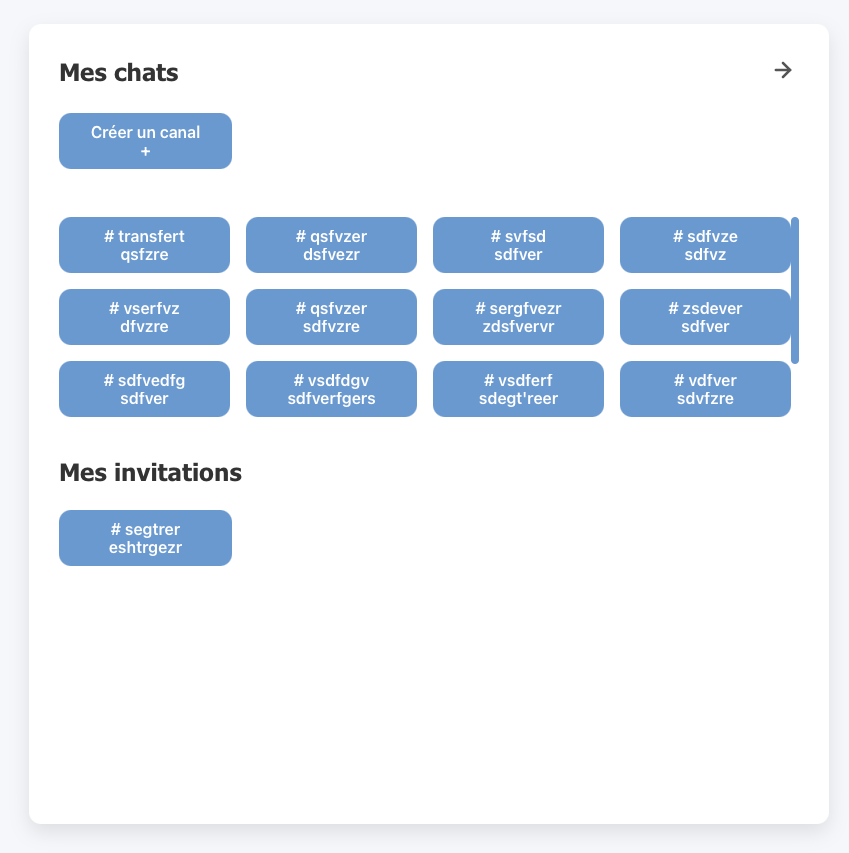 Mes chats
Créer un canal
+
# transfert
qsfzre
# qsfvzer
dsfvezr
# svfsd
sdfver
# sdfvze
sdfvz
# vserfvz
dfvzre
# qsfvzer
sdfvzre
# sergfvezr
zdsfvervr
# zsdever
sdfver
# sdfvedfg
sdfver
# vsdfdgv
sdfverfgers
# vsdferf
sdegt'reer
# vdfver
sdvfzre
Mes invitations
# segtrer
eshtrgezr